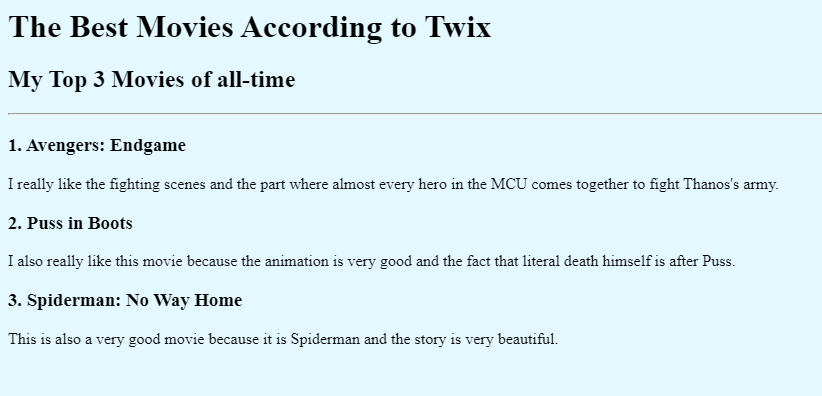 The Best Movies According to Twix
My Top 3 Movies of all-time
1. Avengers: Endgame
I really like the fighting scenes and the part where almost every hero in the MCU comes together to fight Thanos's army.
2. Puss in Boots
I also really like this movie because the animation is very good and the fact that literal death himself is after Puss.
3. Spiderman: No Way Home
This is also a very good movie because it is Spiderman and the story is very beautiful.